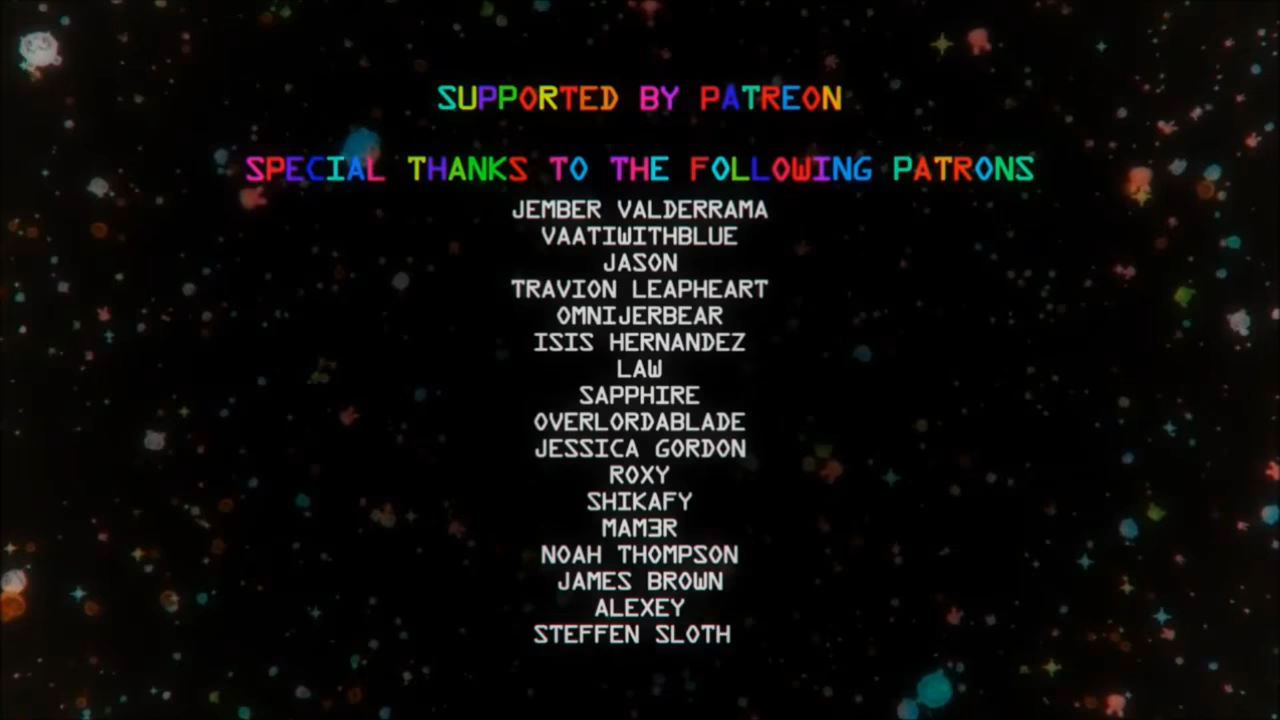 SUPPORTED BY PATREON
SPECIAL THANKS TO THE FOLLOWING PATRONS
JEMBER VALDERRAMA
VAATIWITHBLUE
JASON
TRAVION LEAPHEART
OMNIJERBEAR
ISIS HERNANDEZ
LAW
SAPPHIRE
OVERLORDABLADE
JESSICA GORDON
ROXY
SHIKAFY
MAM3R
NOAH THOMPSON
JAMES BROWN
ALEXEY
STEFFEN SLOTH